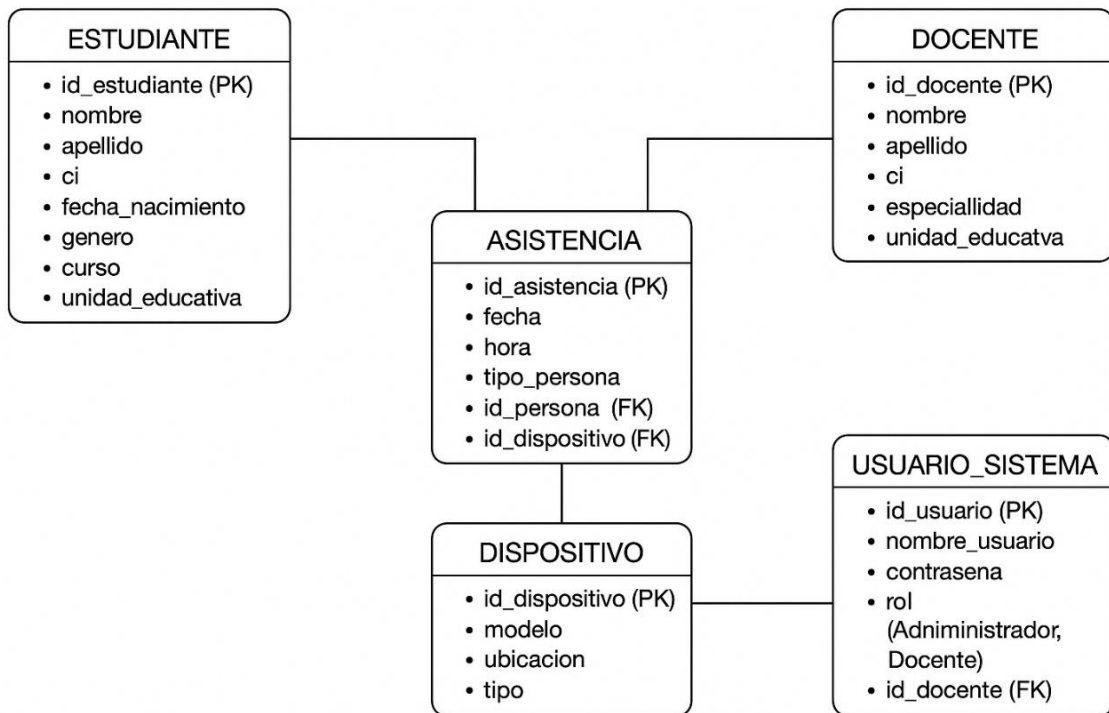 ESTUDIANTE
• id_estudiante (PK)
• nombre
• apellido
• ci
• fecha_nacimiento
• genero
• curso
• unidad_educativa
DOCENTE
• id_docente (PK)
• nombre
• apellido
• ci
• especiallidad
• unidad_educatva
ASISTENCIA
• id_asistencia (PK)
• fecha
• hora
• tipo_persona
• id_persona (FK)
• id_dispositivo (FK)
DISPOSITIVO
• id_dispositivo (PK)
• modelo
• ubicacion
• tipo
USUARIO_SISTEMA
• id_usuario (PK)
• nombre_usuario
• contrasena
• rol
(Adniministrador,
Docente)
• id_docente (FK)